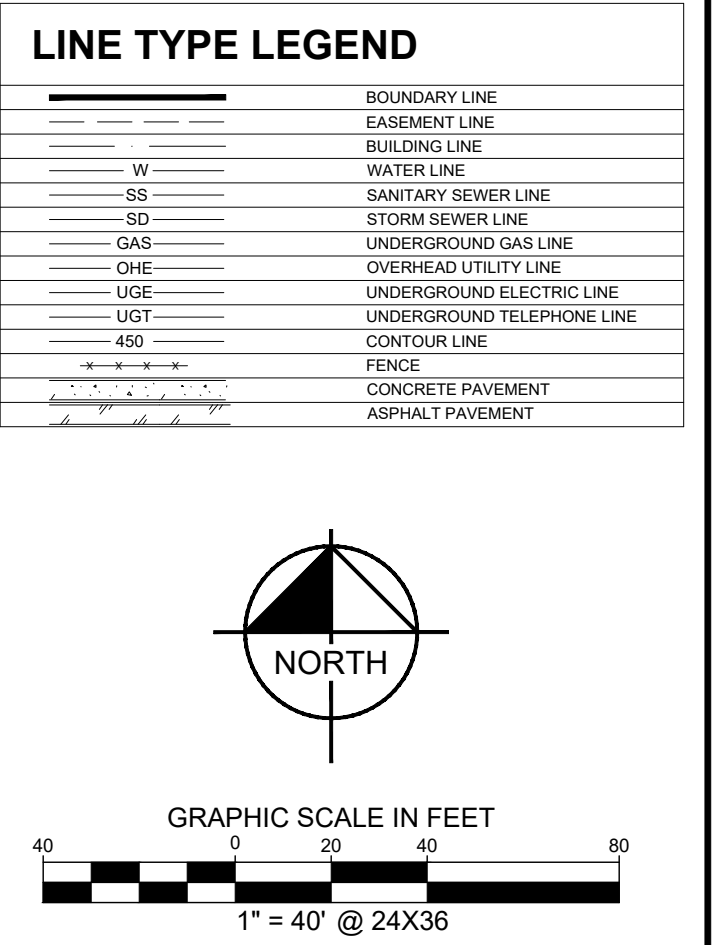 LINE TYPE LEGEND
BOUNDARY LINE
EASEMENT LINE
BUILDING LINE
W WATER LINE
SS SANITARY SEWER LINE
SD STORM SEWER LINE
GAS UNDERGROUND GAS LINE
OHE OVERHEAD UTILITY LINE
UGE UNDERGROUND ELECTRIC LINE
UGT UNDERGROUND TELEPHONE LINE
450 CONTOUR LINE
x x x x FENCE
CONCRETE PAVEMENT
ASPHALT PAVEMENT
NORTH
GRAPHIC SCALE IN FEET
40 0 20 40 80
1" = 40' @ 24X36